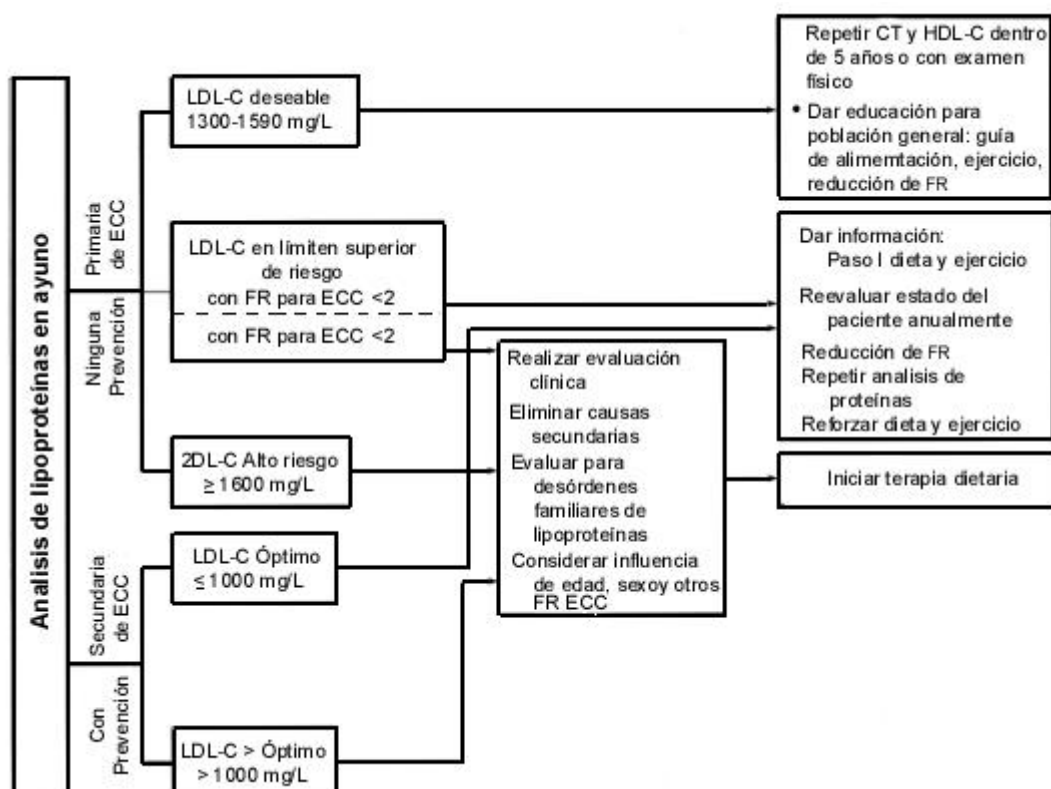 Analisis de lipoproteínas en ayuno
Primaria
de ECC
Ninguna
Prevención
Secundaria
de ECC
Con
Prevención
LDL-C deseable
1300-1590 mg/L
LDL-C en límiten superior
de riesgo
con FR para ECC <2
con FR para ECC <2
2DL-C Alto riesgo
≥ 1600 mg/L
LDL-C Óptimo
≤ 1000 mg/L
LDL-C > Óptimo
> 1000 mg/L
Realizar evaluación
clínica
Eliminar causas
secundarias
Evaluar para
desórdenes
familiares de
lipoproteínas
Considerar influencia
de edad, sexoy otros
FR ECC
Repetir CT y HDL-C dentro
de 5 años o con examen
físico
• Dar educación para
población general: guía
de alimemtación, ejercicio,
reducción de FR
Dar información:
Paso I dieta y ejercicio
Reevaluar estado del
paciente anualmente
Reducción de FR
Repetir analisis de
proteínas
Reforzar dieta y ejercicio
Iniciar terapia dietaria